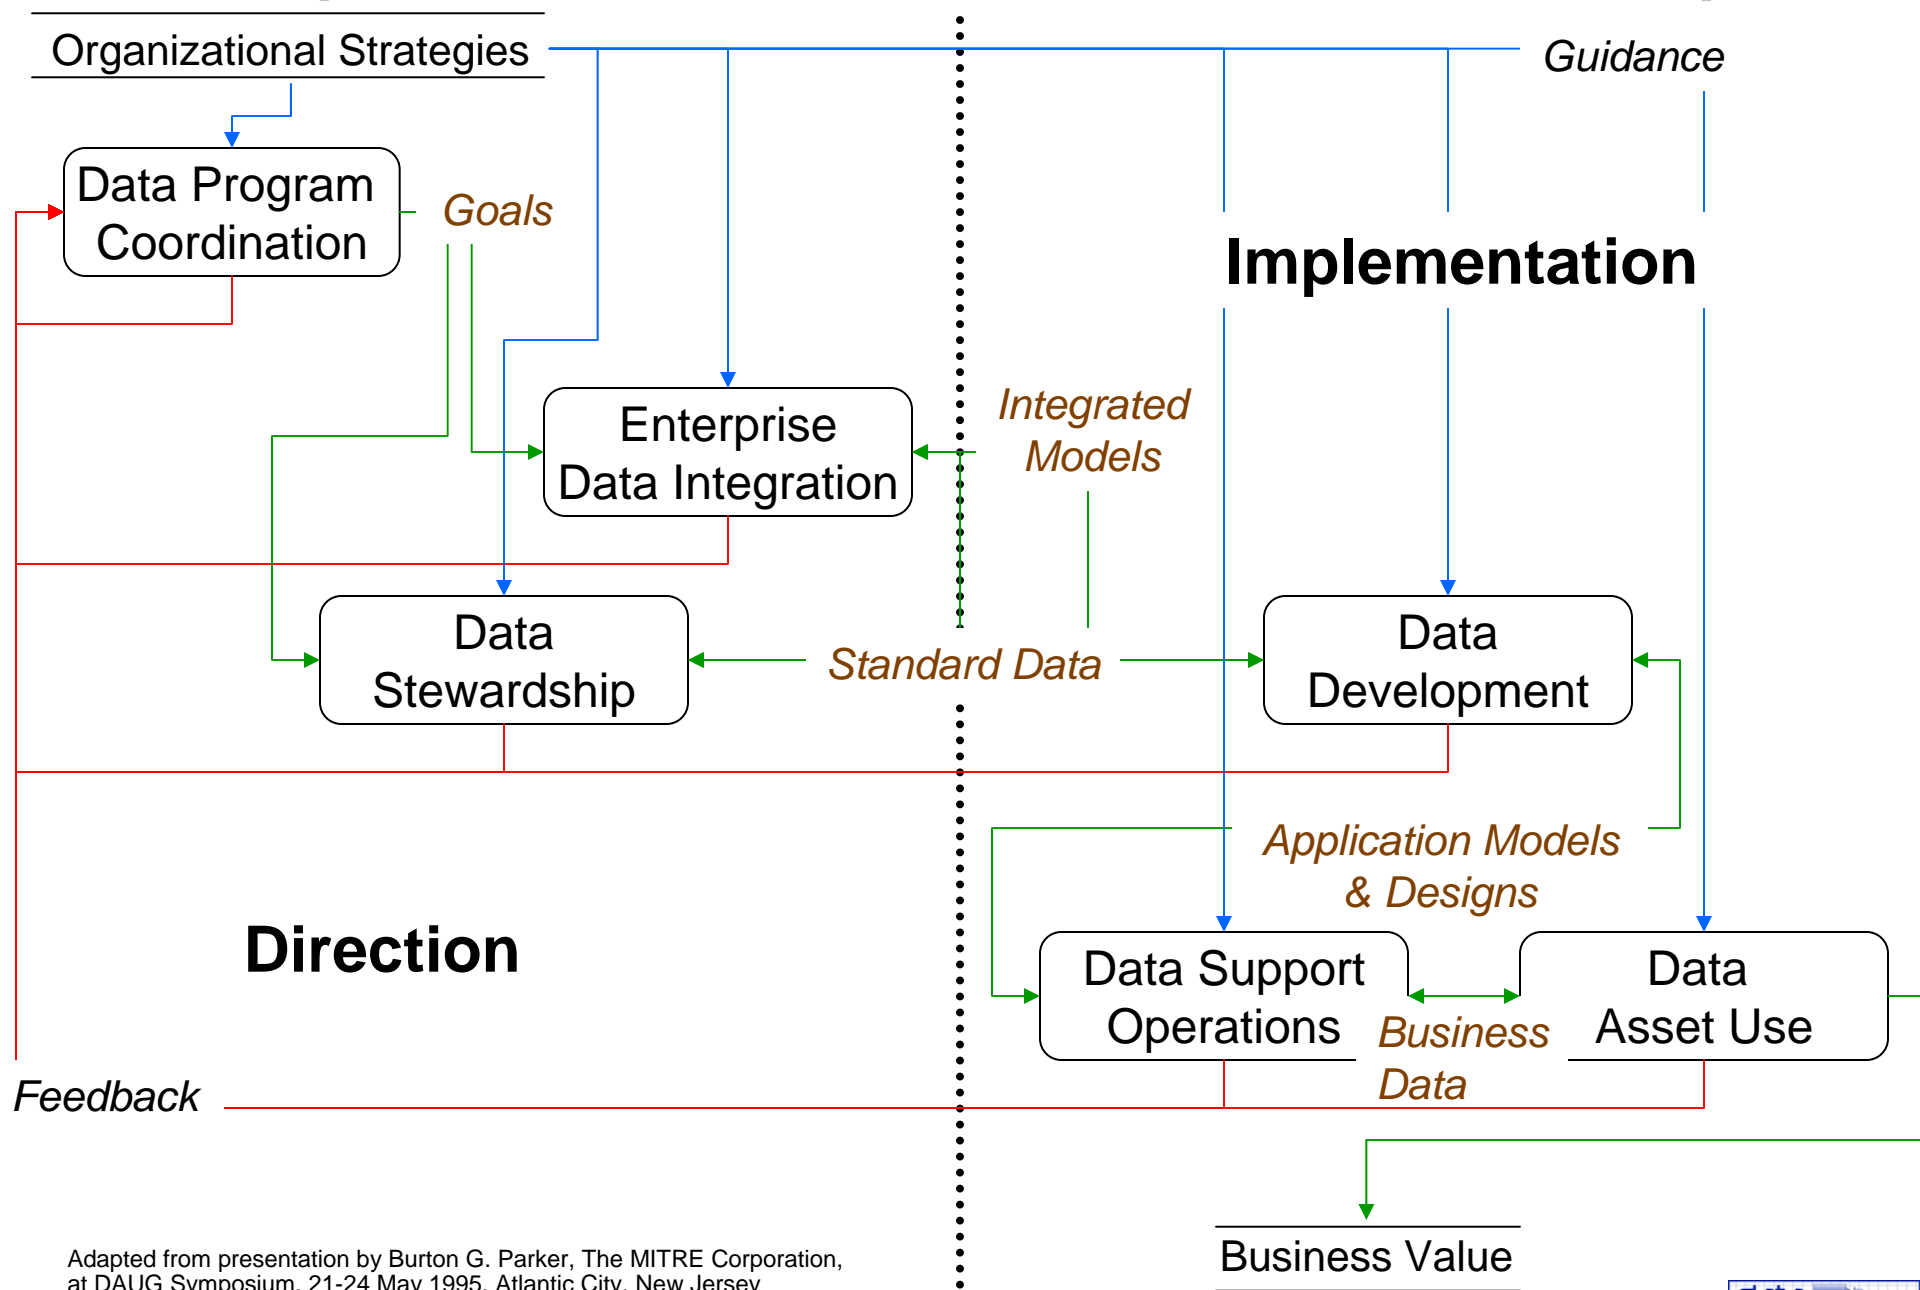 Organizational Strategies
Guidance
Data Program
Coordination
Goals
Implementation
Integrated
Models
Enterprise
Data Integration
Data
Stewardship
Standard Data
Data
Development
Application Models
& Designs
Direction
Data Support
Operations
Business
Data
Data
Asset Use
Feedback
Business Value
Adapted from presentation by Burton G. Parker, The MITRE Corporation,
at DAUG Symposium, 21-24 May 1995, Atlantic City, New Jersey